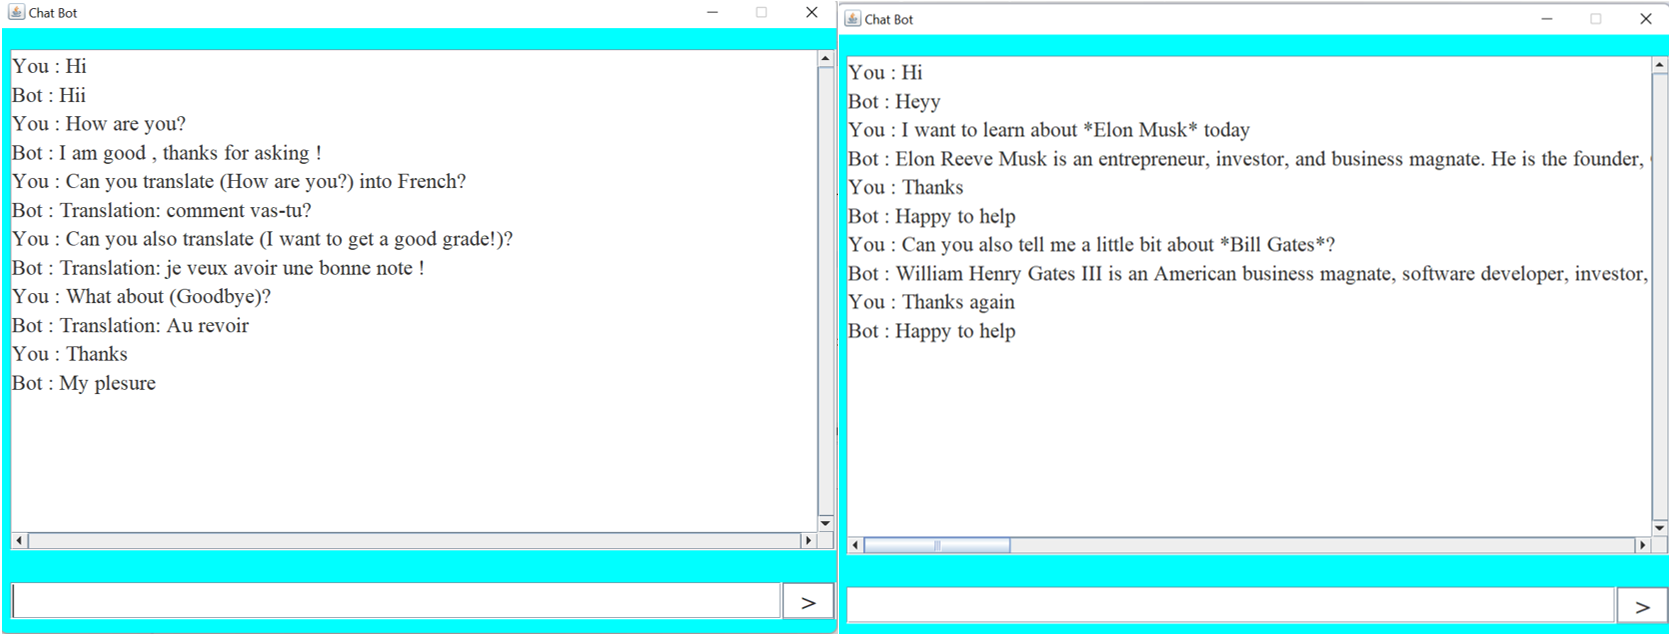 Chat Bot
You : Hi
Bot : Hii
You : How are you?
Bot : I am good , thanks for asking !
You : Can you translate (How are you?) into French?
Bot : Translation: comment vas-tu?
You : Can you also translate (I want to get a good grade!)?
Bot : Translation: je veux avoir une bonne note !
You : What about (Goodbye)?
Bot : Translation: Au revoir
You : Thanks
Bot : My plesure
>
Chat Bot
You : Hi
Bot : Heyy
You : I want to learn about *Elon Musk* today
Bot : Elon Reeve Musk is an entrepreneur, investor, and business magnate. He is the founder,
You : Thanks
Bot : Happy to help
You : Can you also tell me a little bit about *Bill Gates*?
Bot : William Henry Gates III is an American business magnate, software developer, investor,
You : Thanks again
Bot : Happy to help
>